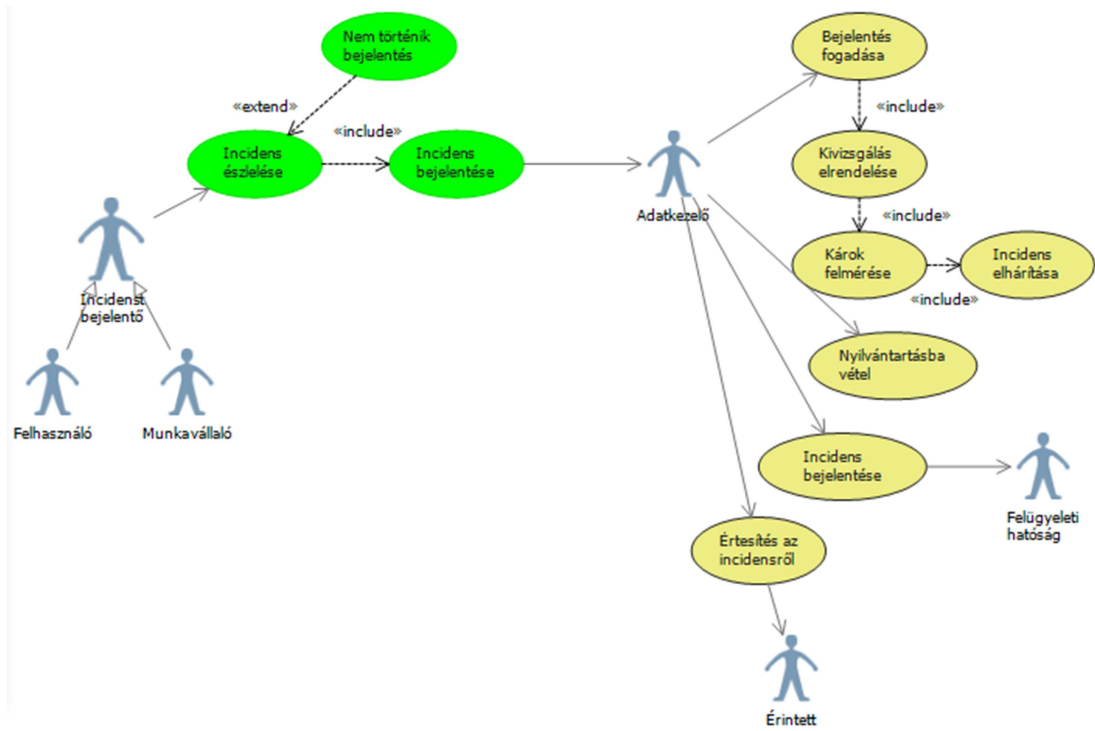 Nem történik
bejelentés
«extend»
«include»
Incidens
észlelése
Incidens
bejelentése
Incidenst
bejelentő
Felhasználó
Munkavállaló
Adatkezelő
Bejelentés
fogadása
«include»
Kivizsgálás
elrendelése
«include»
Károk
felmérése
«include»
Incidens
elhárítása
Nyilvántartásba
vétel
Incidens
bejelentése
Felügyeleti
hatóság
Értesítés az
incidensről
Érintett